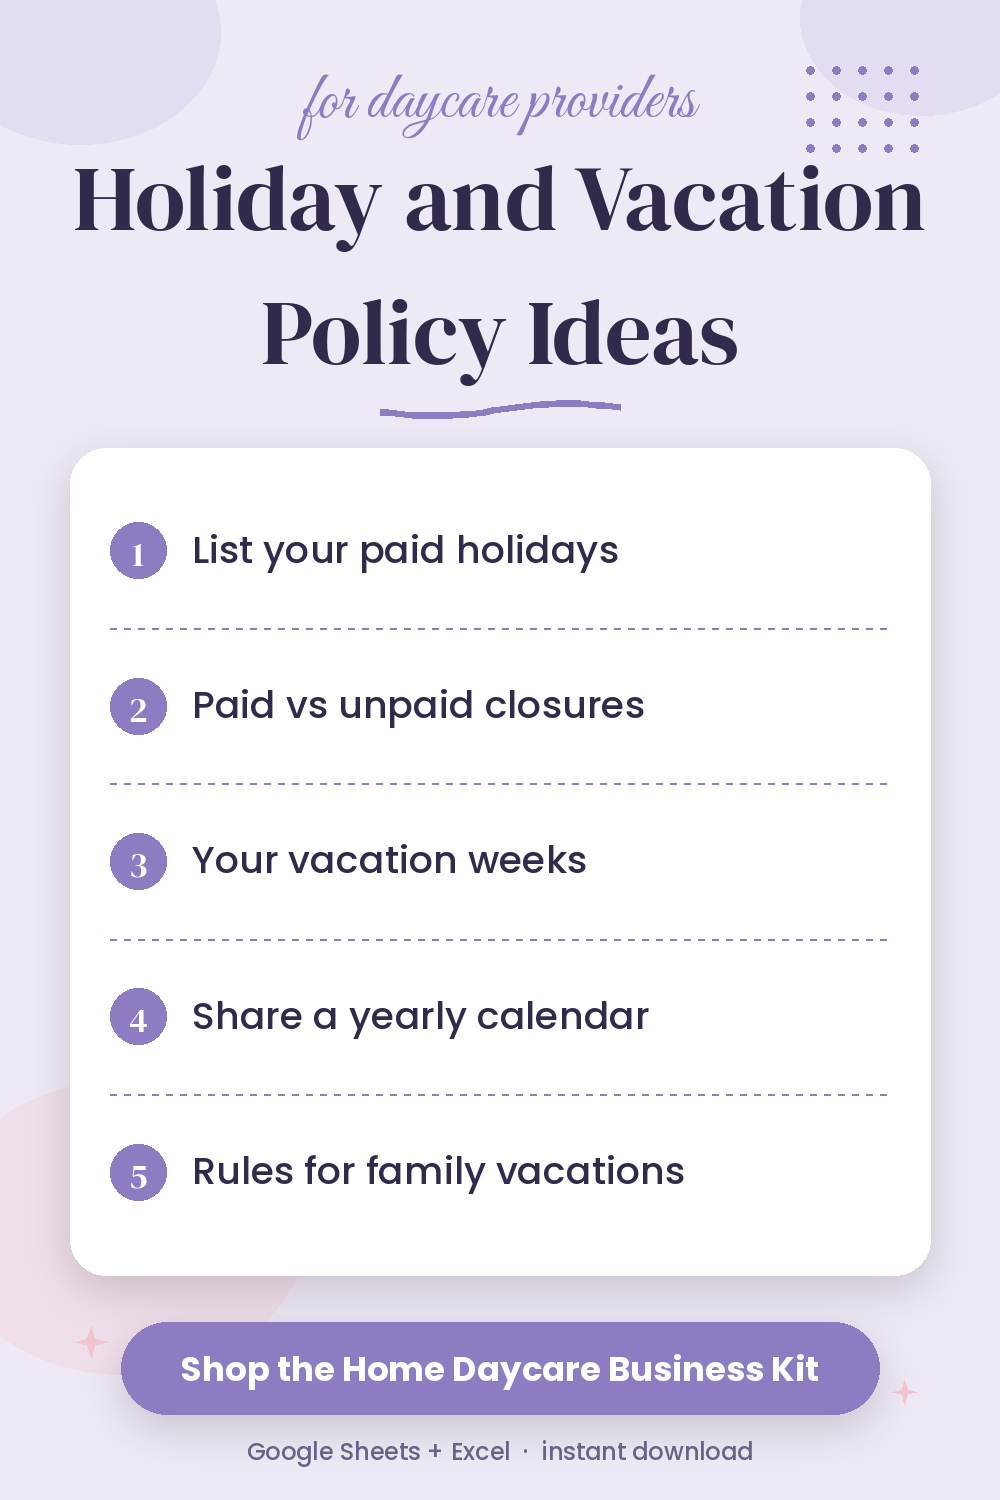 for daycare providers
Holiday and Vacation
Policy Ideas
1 List your paid holidays
2 Paid vs unpaid closures
3 Your vacation weeks
4 Share a yearly calendar
5 Rules for family vacations
Shop the Home Daycare Business Kit
Google Sheets + Excel · instant download